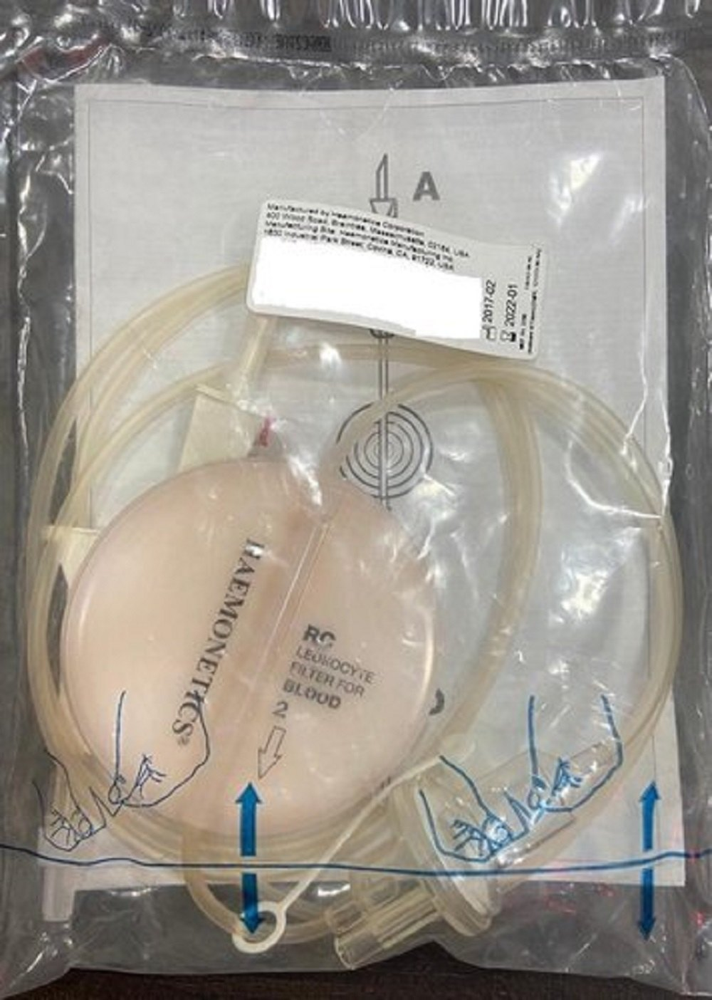 A
Manufactured by Haemonetics Corporation
400 Wood Road, Braintree, Massachusetts, 02184, USA
Manufacturing Site: Haemonetics Manufacturing Inc.
1630 Industrial Park Street, Covina, CA, 91722, USA
2017-02
2022-01
HAEMONETICS®
RC
LEUKOCYTE
FILTER FOR
BLOOD
2